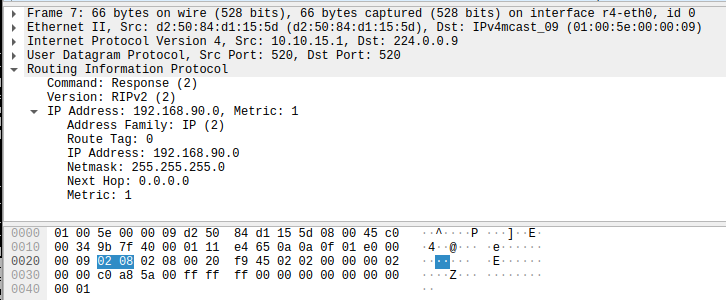 Frame 7: 66 bytes on wire (528 bits), 66 bytes captured (528 bits) on interface r4-eth0, id 0
Ethernet II, Src: d2:50:84:d1:15:5d (d2:50:84:d1:15:5d), Dst: IPv4mcast_09 (01:00:5e:00:00:09)
Internet Protocol Version 4, Src: 10.10.15.1, Dst: 224.0.0.9
User Datagram Protocol, Src Port: 520, Dst Port: 520
Routing Information Protocol
Command: Response (2)
Version: RIPv2 (2)
IP Address: 192.168.90.0, Metric: 1
Address Family: IP (2)
Route Tag: 0
IP Address: 192.168.90.0
Netmask: 255.255.255.0
Next Hop: 0.0.0.0
Metric: 1
0000 01 00 5e 00 00 09 d2 50 84 d1 15 5d 08 00 45 c0 ··^····P ···]··E·
0010 00 34 9b 7f 40 00 01 11 e4 65 0a 0a 0f 01 e0 00 ·4··@··· ·e······
0020 00 09 02 08 02 08 00 20 f9 45 02 02 00 00 00 02 ······· ·E······
0030 00 00 c0 a8 5a 00 ff ff ff 00 00 00 00 00 00 00 ····Z··· ········
0040 00 01 ··